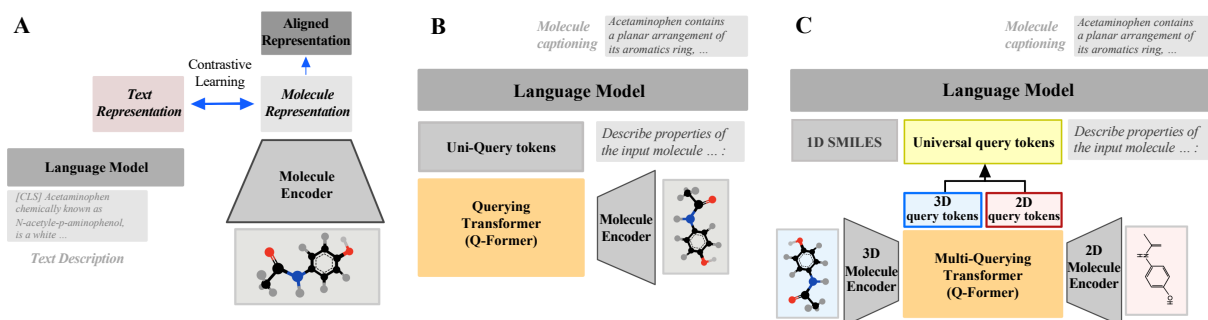 A
Aligned
Representation
Contrastive
Learning
Text
Representation
Molecule
Representation
Language Model
[CLS] Acetaminophen
chemically known as
N-acetyle-p-aminophenol,
is a white …
Text Description
Molecule
Encoder
B
Molecule
captioning
Acetaminophen contains
a planar arrangement of
its aromatics ring, …
Language Model
Uni-Query tokens
Describe properties of
the input molecule … :
Querying
Transformer
(Q-Former)
Molecule
Encoder
C
Molecule
captioning
Acetaminophen contains
a planar arrangement of
its aromatics ring, …
Language Model
1D SMILES
Universal query tokens
Describe properties of
the input molecule … :
3D
query tokens
2D
query tokens
3D
Molecule
Encoder
Multi-Querying
Transformer
(Q-Former)
2D
Molecule
Encoder
OH